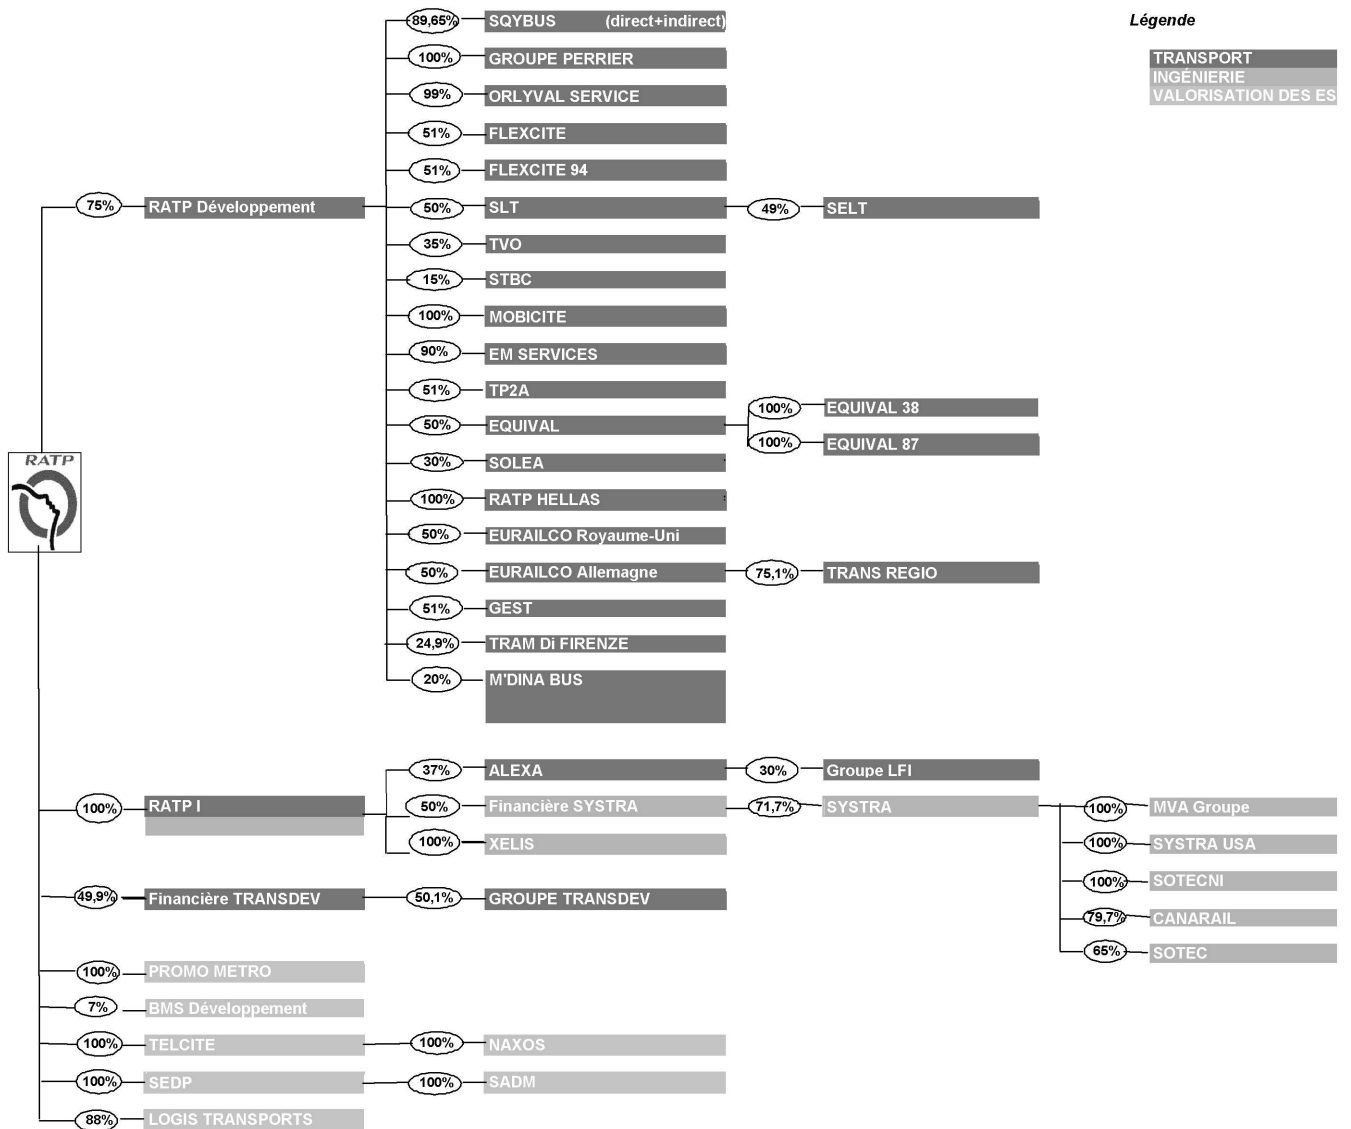 89,65% SQYBUS (direct+indirect)
Légende
100% GROUPE PERRIER
TRANSPORT
INGÉNIERIE
VALORISATION DES ES
99% ORLYVAL SERVICE
51% FLEXCITE
51% FLEXCITE 94
75% RATP Développement 50% SLT 49% SELT
35% TVO
15% STBC
100% MOBICITE
90% EM SERVICES
51% TP2A
100% EQUIVAL 38
50% EQUIVAL
100% EQUIVAL 87
RATP
30% SOLEA
100% RATP HELLAS
50% EURAILCO Royaume-Uni
50% EURAILCO Allemagne 75,1% TRANS REGIO
51% GEST
24,9% TRAM Di FIRENZE
20% M'DINA BUS
37% ALEXA 30% Groupe LFI
100% RATP I 50% Financière SYSTRA 71,7% SYSTRA 100% MVA Groupe
100% XELIS 100% SYSTRA USA
100% SOTECNI
49,9% Financière TRANSDEV 50,1% GROUPE TRANSDEV
79,7% CANARAIL
65% SOTEC
100% PROMO METRO
7% BMS Développement
100% TELCITE 100% NAXOS
100% SEDP 100% SADM
88% LOGIS TRANSPORTS